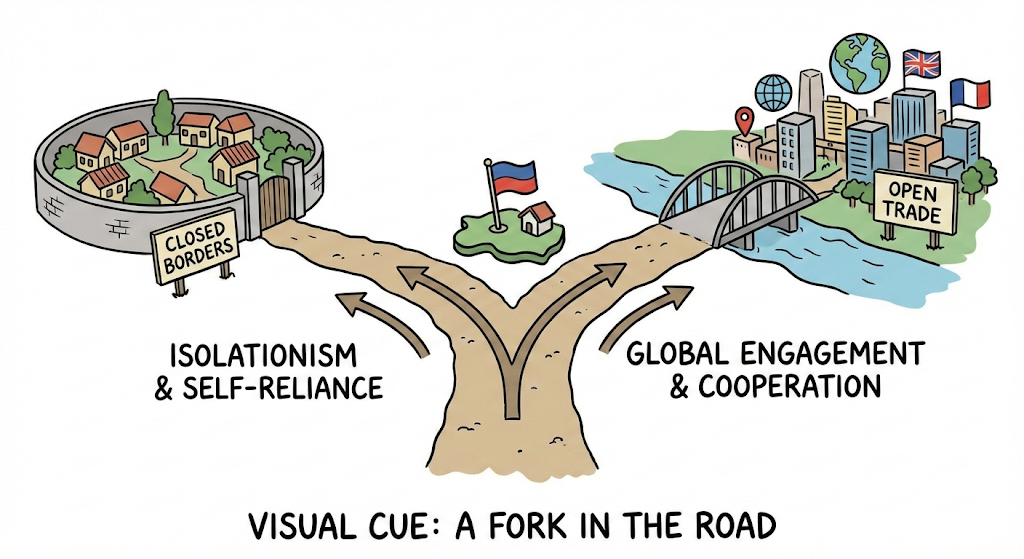 CLOSED
BORDERS
OPEN
TRADE
ISOLATIONISM
& SELF-RELIANCE
GLOBAL ENGAGEMENT
& COOPERATION
VISUAL CUE: A FORK IN THE ROAD